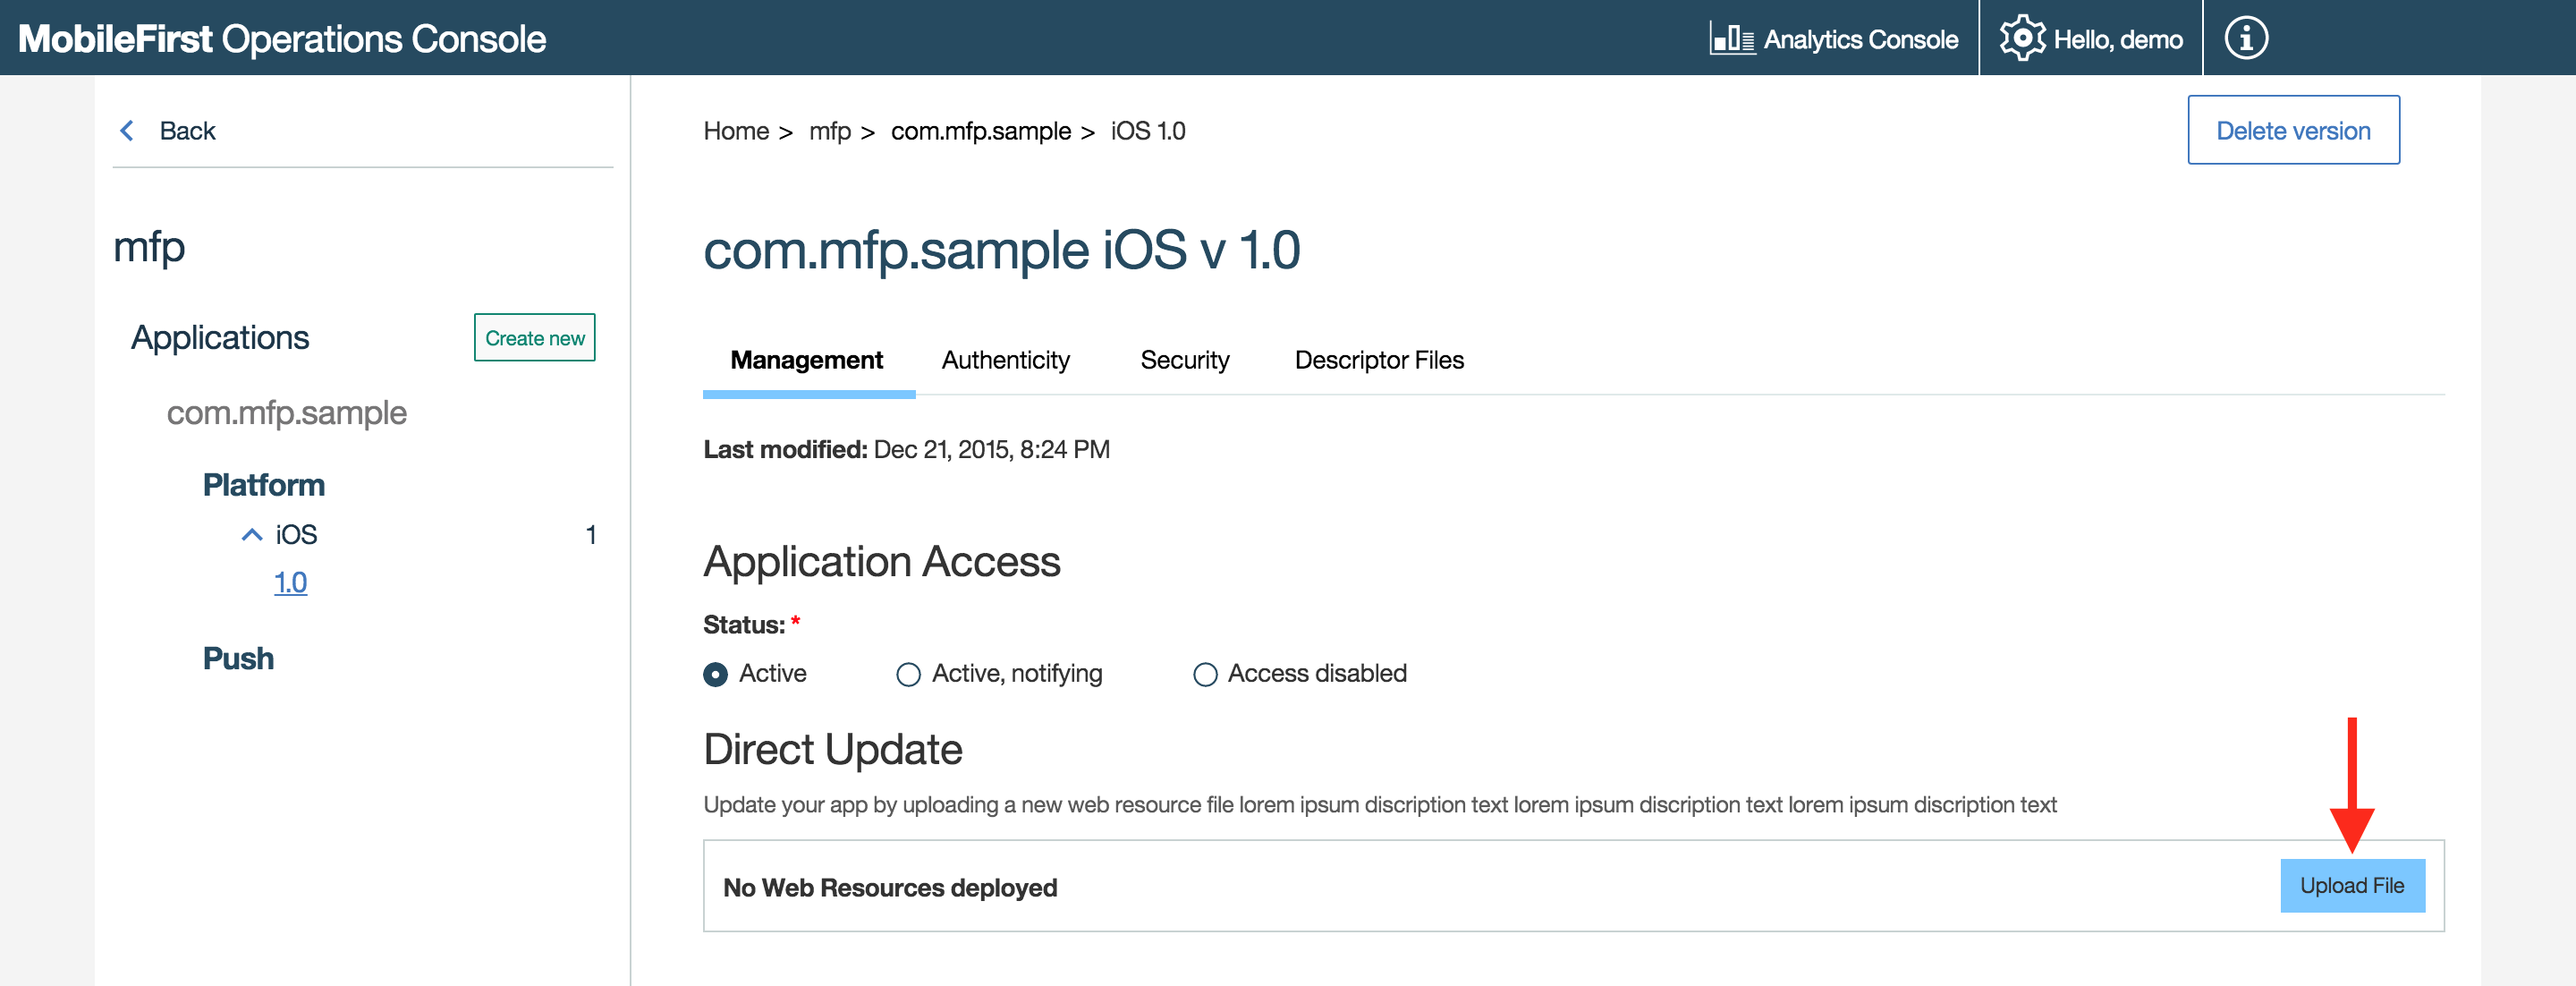 MobileFirst Operations Console
Analytics Console
Hello, demo
Back
Home > mfp > com.mfp.sample > iOS 1.0
Delete version
mfp
com.mfp.sample iOS v 1.0
Applications
Create new
Management
Authenticity
Security
Descriptor Files
com.mfp.sample
Last modified: Dec 21, 2015, 8:24 PM
Platform
iOS 1
1.0
Application Access
Status: *
Push
Active
Active, notifying
Access disabled
Direct Update
Update your app by uploading a new web resource file lorem ipsum discription text lorem ipsum discription text lorem ipsum discription text
No Web Resources deployed
Upload File